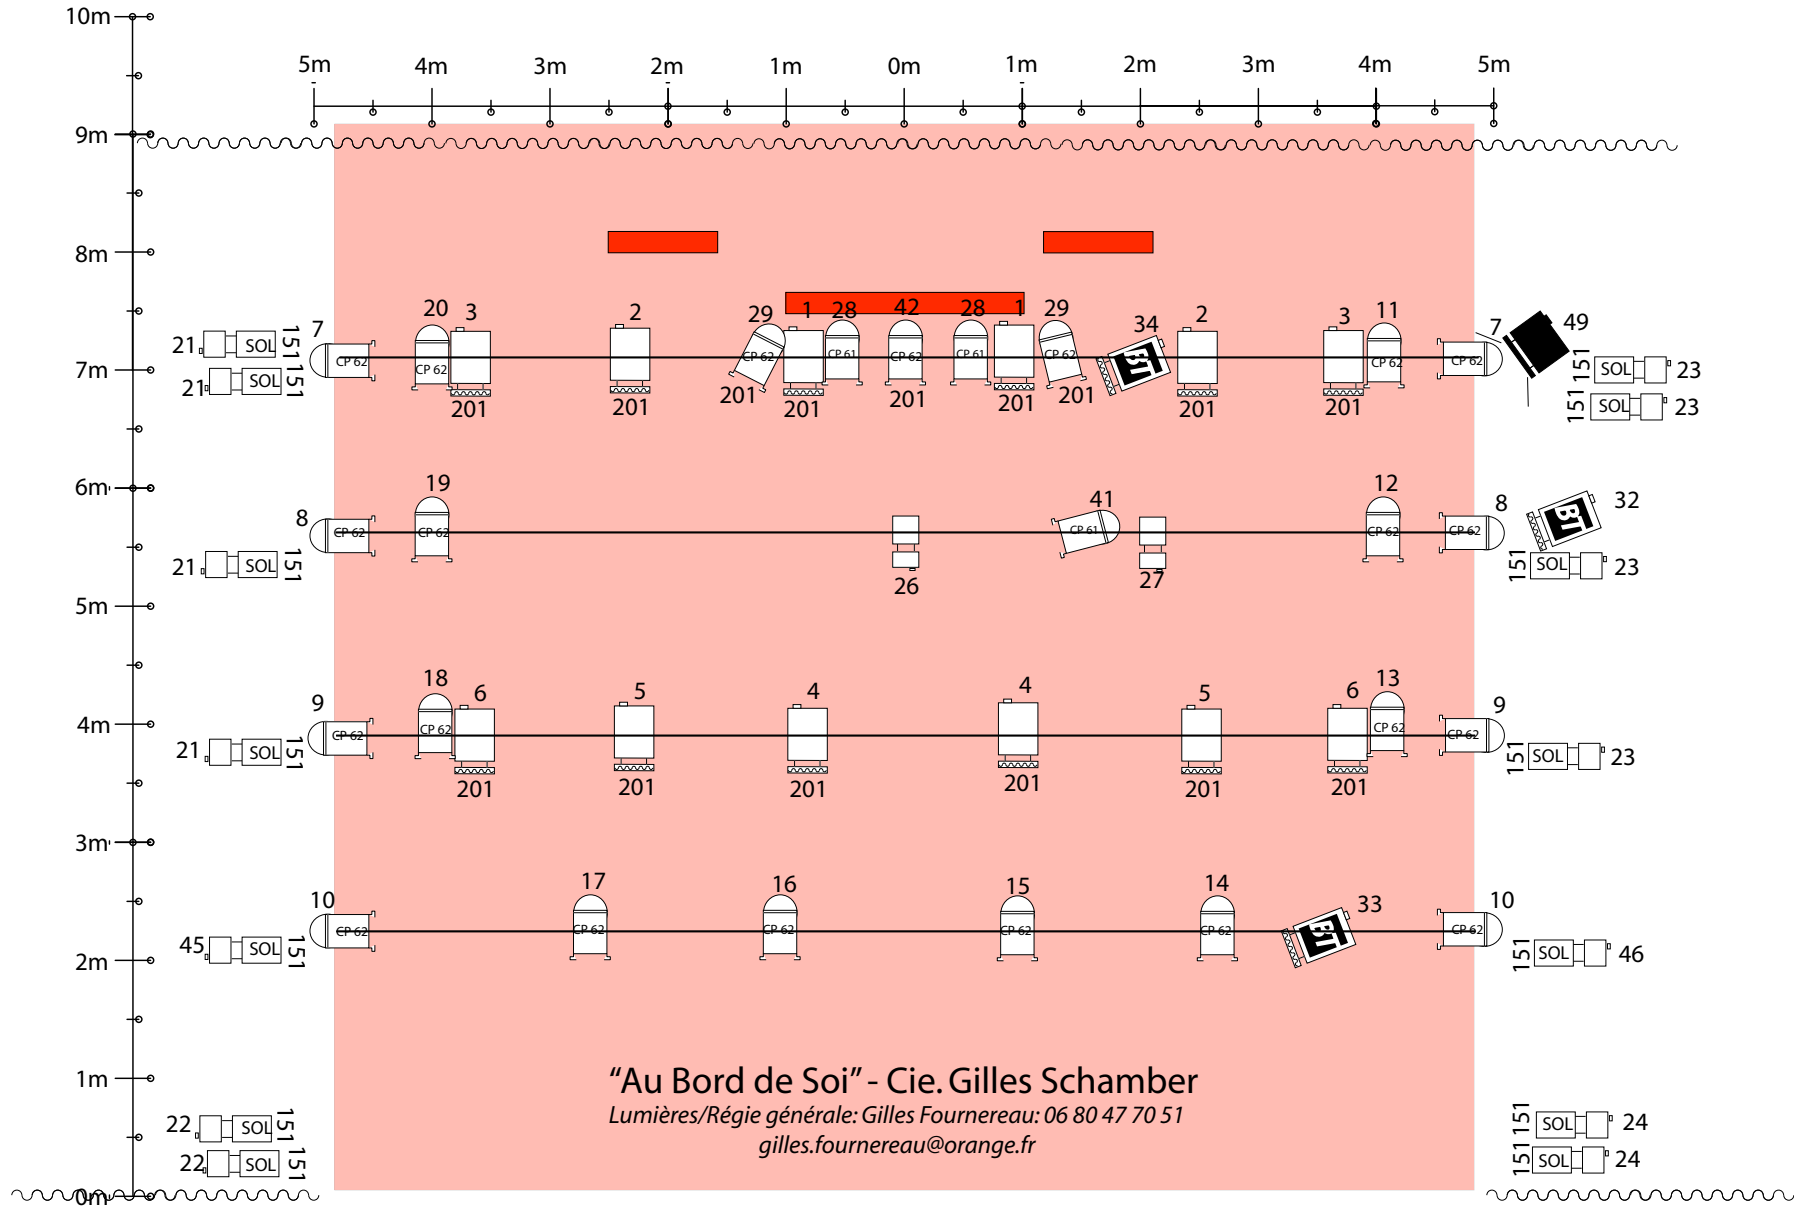 10m
5m 4m 3m 2m 1m 0m 1m 2m 3m 4m 5m
9m
8m
20 3 2 29 1 28 42 28 1 29 34 2 3 11 7 49
21 SOL 151 7 CP 62 CP 62 CP 62 CP 61 CP 62 CP 61 CP 62 BT CP 62 CP 62 151 SOL 23
7m
21 SOL 151 201 201 201 201 201 201 201 201 201 151 SOL 23
6m
19 41 12 8 32
8 CP 62 CP 62 CP 61 CP 62 CP 62 BT
21 SOL 151 26 27 151 SOL 23
5m
18 6 5 4 4 5 6 13 9
9 CP 62 CP 62 CP 62 CP 62
4m
21 SOL 151 201 201 201 201 201 201 151 SOL 23
3m
10 17 16 15 14 33 10
CP 62 CP 62 CP 62 CP 62 CP 62 BT CP 62
45 SOL 151 151 SOL 46
2m
1m
“Au Bord de Soi” - Cie. Gilles Schamber
Lumières/Régie générale: Gilles Fournereau: 06 80 47 70 51
gilles.fournereau@orange.fr
22 SOL 151 151 SOL 24
22 SOL 151 151 SOL 24
0m